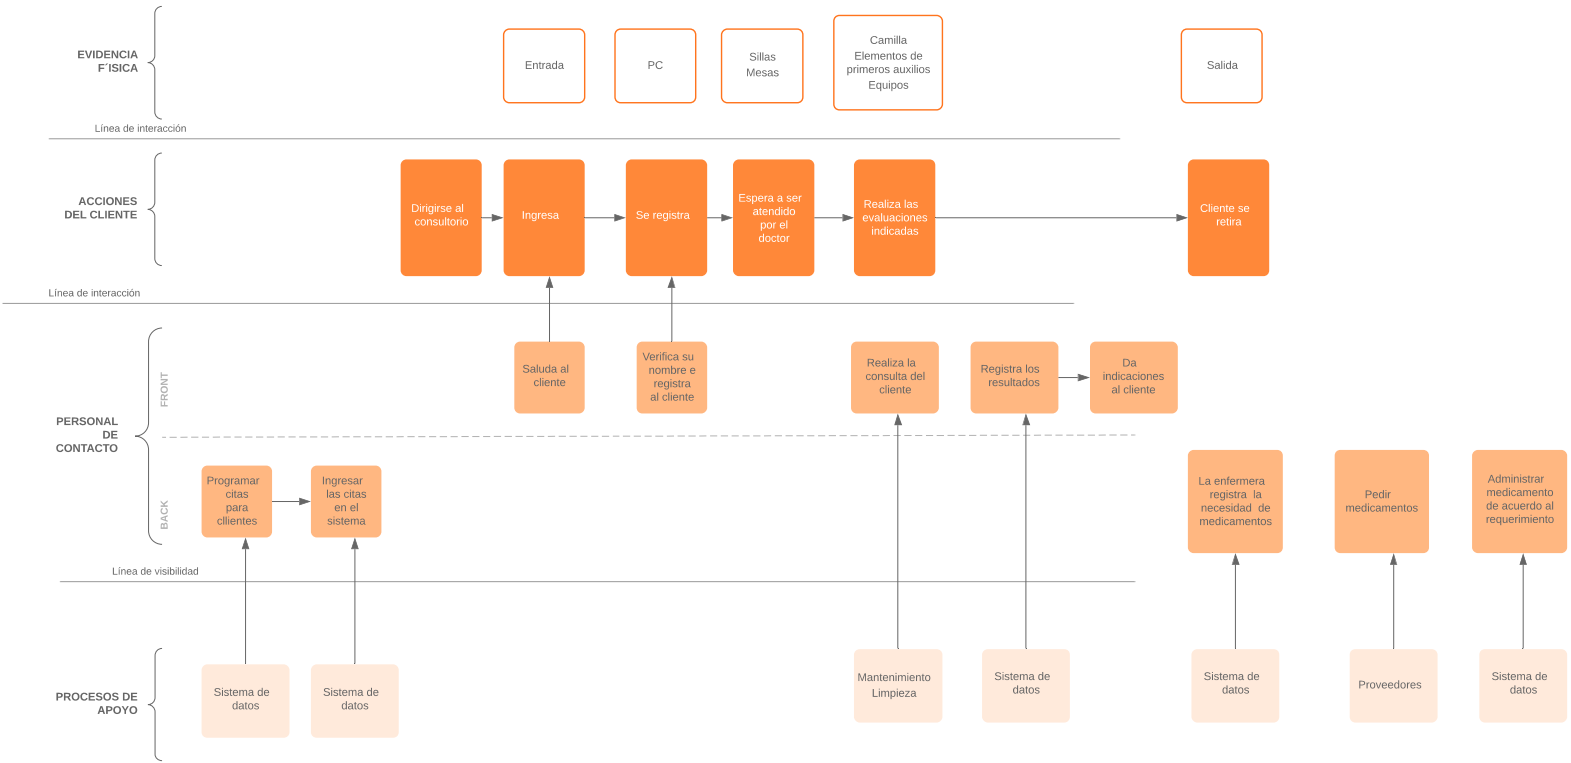 EVIDENCIA
F´ISICA
Entrada
PC
Sillas
Mesas
Camilla
Elementos de
primeros auxilios
Equipos
Salida
Línea de interacción
ACCIONES
DEL CLIENTE
Dirigirse al
consultorio
Ingresa
Se registra
Espera a ser
atendido
por el
doctor
Realiza las
evaluaciones
indicadas
Cliente se
retira
Línea de interacción
PERSONAL
DE
CONTACTO
FRONT
Saluda al
cliente
Verifica su
nombre e
registra
al cliente
Realiza la
consulta del
cliente
Registra los
resultados
Da
indicaciones
al cliente
BACK
Programar
citas
para
cllientes
Ingresar
las citas
en el
sistema
La enfermera
registra la
necesidad de
medicamentos
Pedir
medicamentos
Administrar
medicamento
de acuerdo al
requerimiento
Línea de visibilidad
PROCESOS DE
APOYO
Sistema de
datos
Sistema de
datos
Mantenimiento
Limpieza
Sistema de
datos
Sistema de
datos
Proveedores
Sistema de
datos